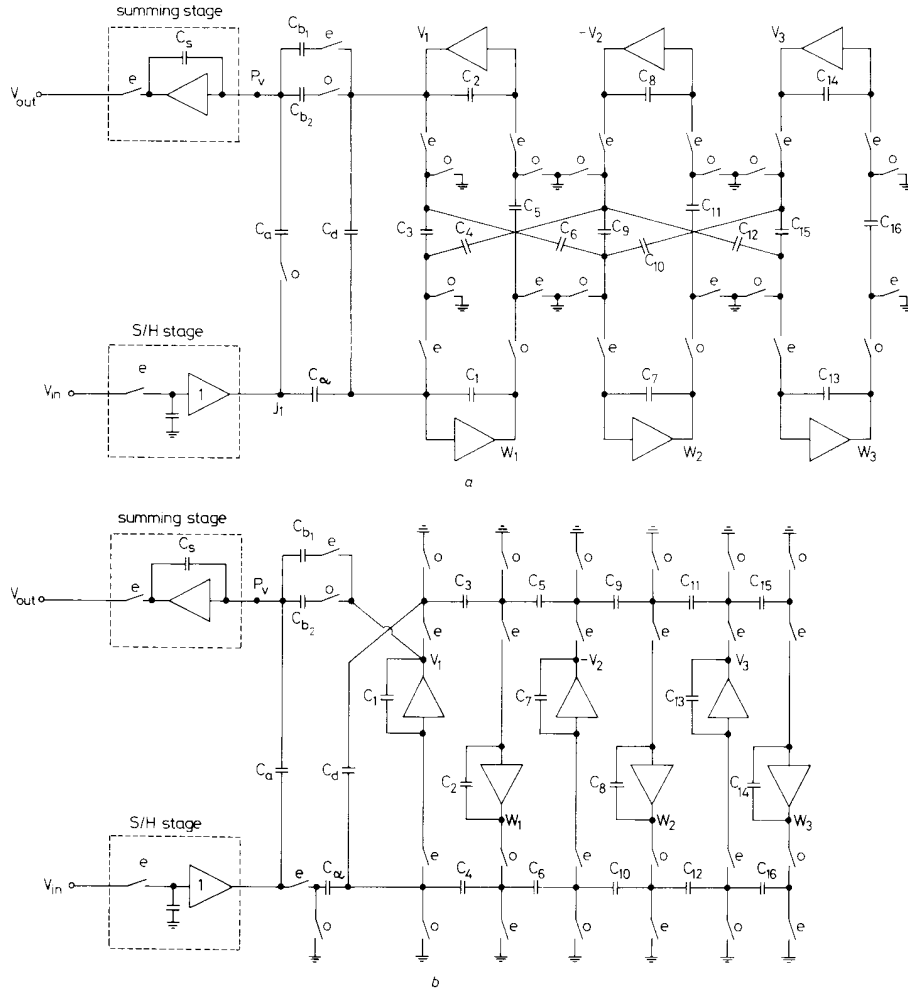 summing stage
C_s
e
V_out
P_v
C_b1
e
C_b2
o
V_1
C_2
-V_2
C_8
V_3
C_14
e
e
e
e
e
o
o
o
o
o
o
o
C_a
C_d
C_3
C_4
C_5
C_6
C_9
C_10
C_11
C_12
C_15
C_16
o
o
e
o
e
o
e
S/H stage
e
o
e
o
e
o
V_in
e
1
J_1
C_α
C_1
C_7
C_13
W_1
W_2
W_3
a
summing stage
C_s
e
V_out
P_v
C_b1
e
C_b2
o
o
o
o
o
o
o
C_3
C_5
C_9
C_11
C_15
e
e
e
e
e
e
V_1
-V_2
V_3
C_1
C_7
C_13
C_a
C_d
C_2
C_8
C_14
W_1
W_2
W_3
S/H stage
e
o
e
o
e
o
V_in
e
1
e
C_α
C_4
C_6
C_10
C_12
C_16
o
o
e
o
e
o
e
b